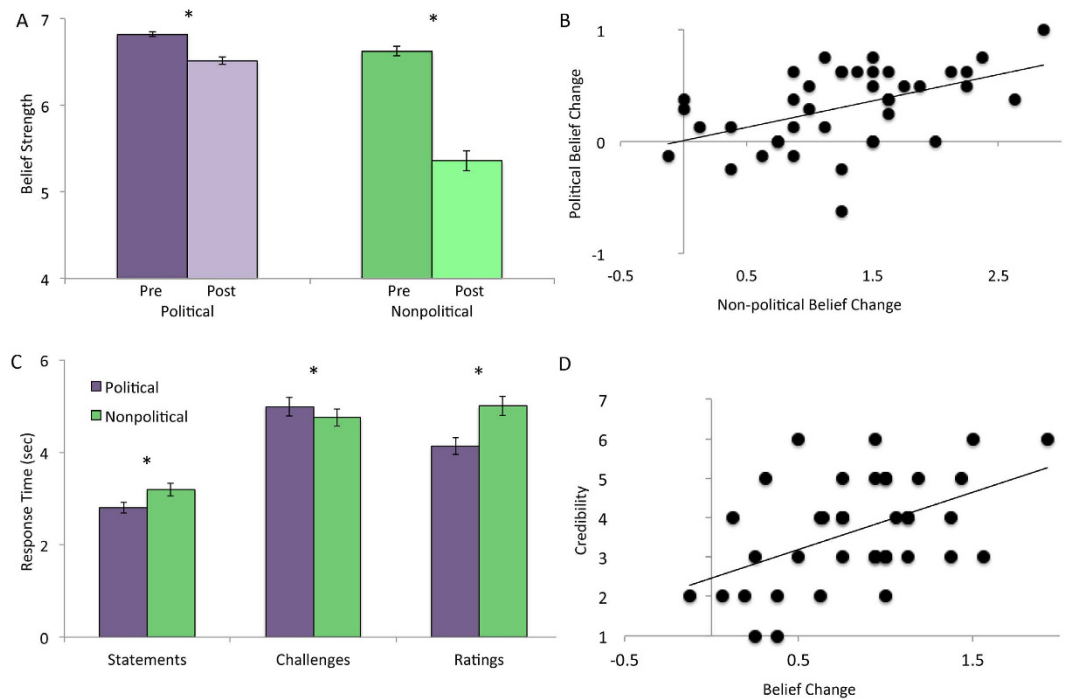 A
7
6
5
4
Belief Strength
*
*
Pre
Post
Pre
Post
Political
Nonpolitical
B
1
0
-1
Political Belief Change
-0.5
0.5
1.5
2.5
Non-political Belief Change
C
6
4
2
0
Response Time (sec)
Political
Nonpolitical
*
*
*
Statements
Challenges
Ratings
D
7
6
5
4
3
2
1
Credibility
-0.5
0.5
1.5
Belief Change